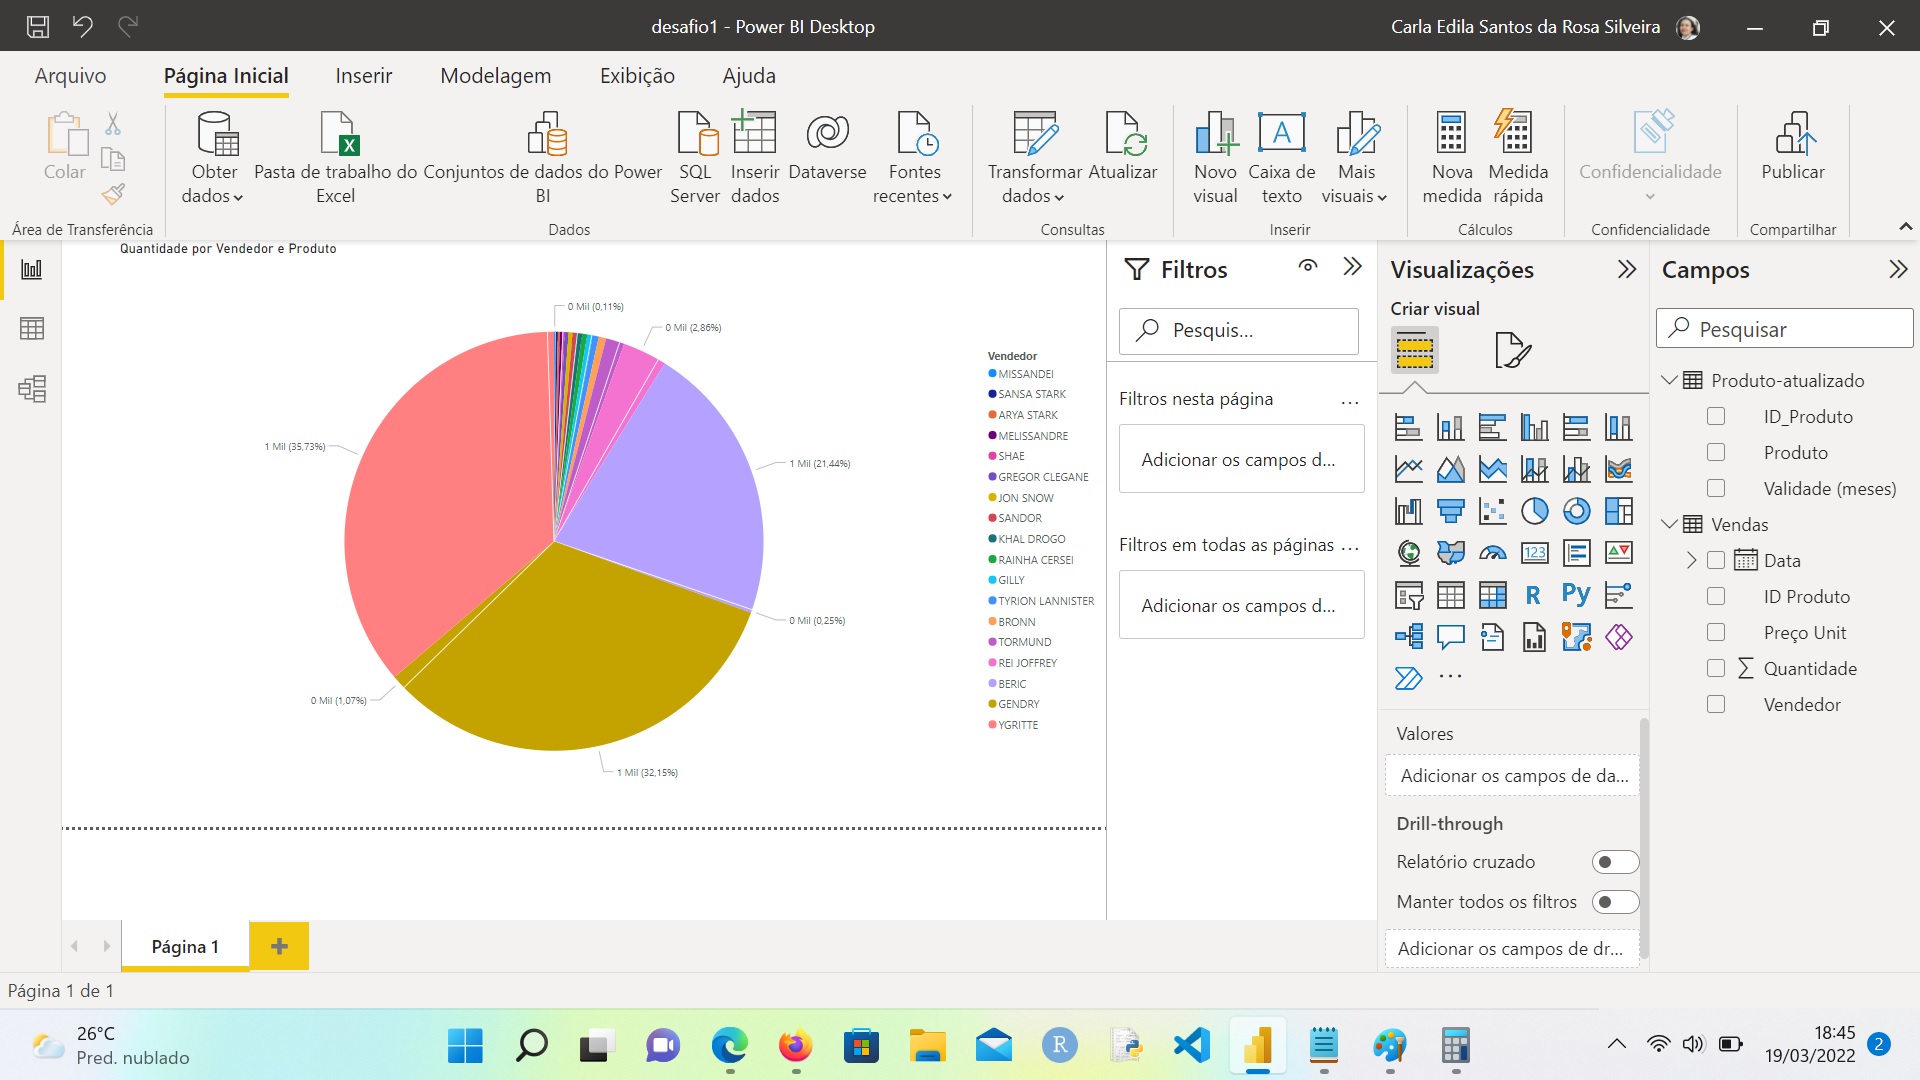 desafio1 - Power BI Desktop
Carla Edila Santos da Rosa Silveira
Arquivo
Página Inicial
Inserir
Modelagem
Exibição
Ajuda
Colar
Obter dados
Pasta de trabalho do Excel
Conjuntos de dados do Power BI
SQL Server
Inserir dados
Dataverse
Fontes recentes
Transformar dados
Atualizar
Novo visual
Caixa de texto
Mais visuais
Nova medida
Medida rápida
Confidencialidade
Publicar
Área de Transferência
Dados
Consultas
Inserir
Cálculos
Confidencialidade
Compartilhar
Quantidade por Vendedor e Produto
0 Mil (0,11%)
0 Mil (2,86%)
1 Mil (35,73%)
1 Mil (21,44%)
0 Mil (0,25%)
0 Mil (1,07%)
1 Mil (32,15%)
Vendedor
MISSANDEI
SANSA STARK
ARYA STARK
MELISSANDRE
SHAE
GREGOR CLEGANE
JON SNOW
SANDOR
KHAL DROGO
RAINHA CERSEI
GILLY
TYRION LANNISTER
BRONN
TORMUND
REI JOFFREY
BERIC
GENDRY
YGRITTE
Filtros
Pesquis...
Filtros nesta página ...
Adicionar os campos d...
Filtros em todas as páginas ...
Adicionar os campos d...
Visualizações
Criar visual
123
R
Py
...
Valores
Adicionar os campos de da...
Drill-through
Relatório cruzado
Manter todos os filtros
Adicionar os campos de dr...
Campos
Pesquisar
Produto-atualizado
ID_Produto
Produto
Validade (meses)
Vendas
Data
ID Produto
Preço Unit
Quantidade
Vendedor
Página 1
Página 1 de 1
26°C
Pred. nublado
18:45
19/03/2022
2